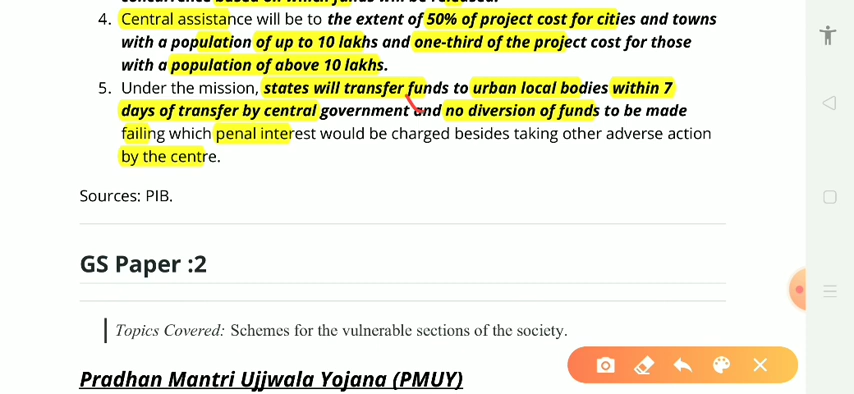 4. Central assistance will be to the extent of 50% of project cost for cities and towns
with a population of up to 10 lakhs and one-third of the project cost for those
with a population of above 10 lakhs.
5. Under the mission, states will transfer funds to urban local bodies within 7
days of transfer by central government and no diversion of funds to be made
failing which penal interest would be charged besides taking other adverse action
by the centre.
Sources: PIB.
GS Paper :2
Topics Covered: Schemes for the vulnerable sections of the society.
Pradhan Mantri Ujjwala Yojana (PMUY)